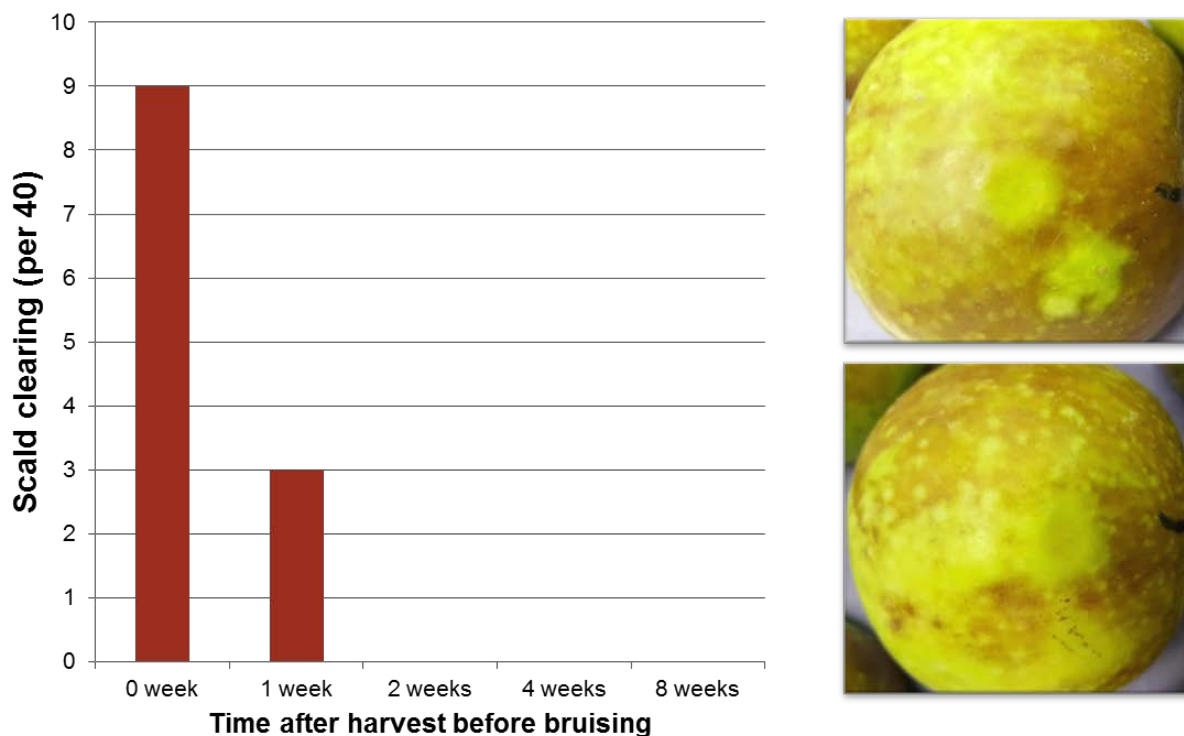 Scald clearing (per 40)
10
9
8
7
6
5
4
3
2
1
0
0 week
1 week
2 weeks
4 weeks
8 weeks
Time after harvest before bruising